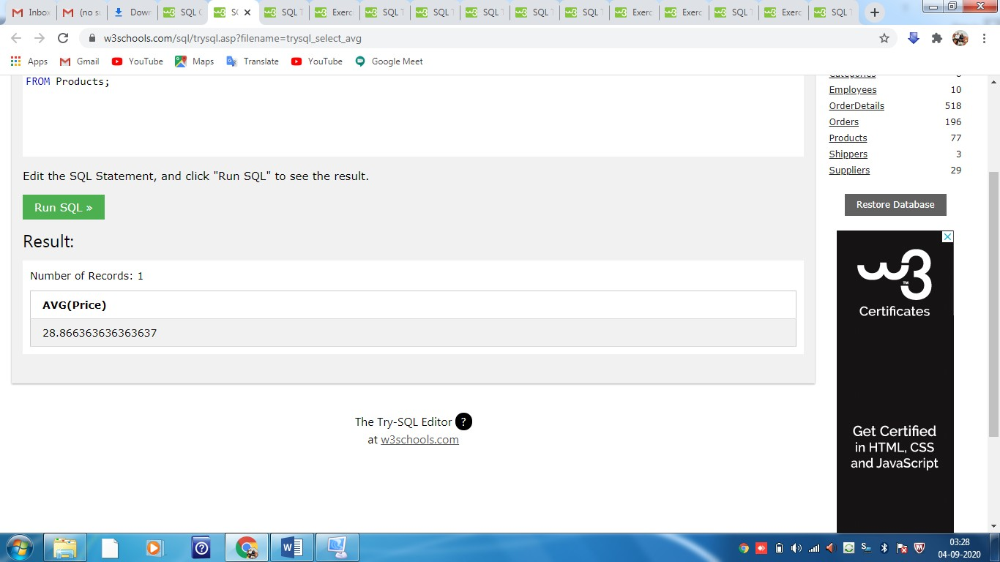 Inbox
(no su
Down
SQL
SQL T
Exerc
SQL T
SQL T
SQL T
SQL T
SQL T
Exerc
Exerc
SQL T
Exerc
SQL T
w3schools.com/sql/trysql.asp?filename=trysql_select_avg
Apps Gmail YouTube Maps Translate YouTube Google Meet
FROM Products;
Edit the SQL Statement, and click "Run SQL" to see the result.
Run SQL »
Result:
Number of Records: 1
AVG(Price)
28.866363636363637
The Try-SQL Editor ?
at w3schools.com
Categories 8
Employees 10
OrderDetails 518
Orders 196
Products 77
Shippers 3
Suppliers 29
Restore Database
w3
™
Certificates
Get Certified
in HTML, CSS
and JavaScript
03:28
04-09-2020